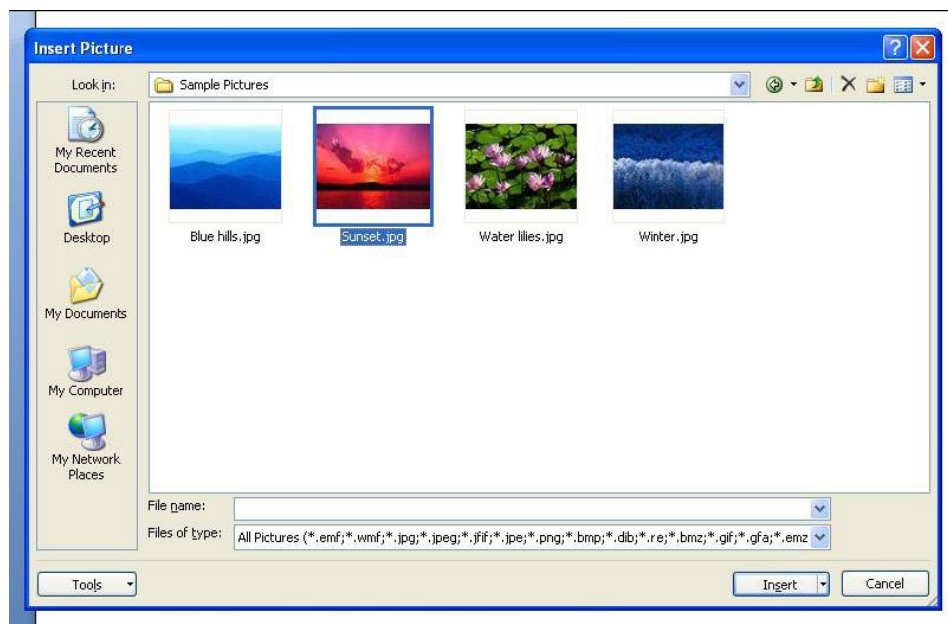 Insert Picture
Look in:
Sample Pictures
My Recent
Documents
Desktop
My Documents
My Computer
My Network
Places
Blue hills.jpg
Sunset.jpg
Water lilies.jpg
Winter.jpg
File name:
Files of type:
All Pictures (*.emf;*.wmf;*.jpg;*.jpeg;*.jfif;*.jpe;*.png;*.bmp;*.dib;*.re;*.bmz;*.gif;*.gfa;*.emz
Tools
Insert
Cancel